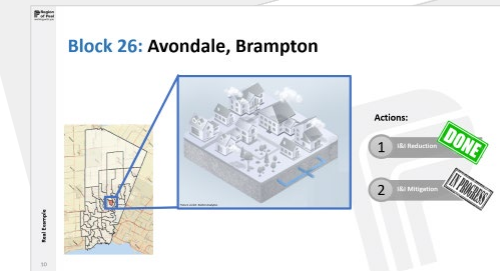 Region
of Peel
Block 26: Avondale, Brampton
Actions:
1 I&I Reduction
DONE
2 I&I Mitigation
IN PROGRESS
Real Example
10